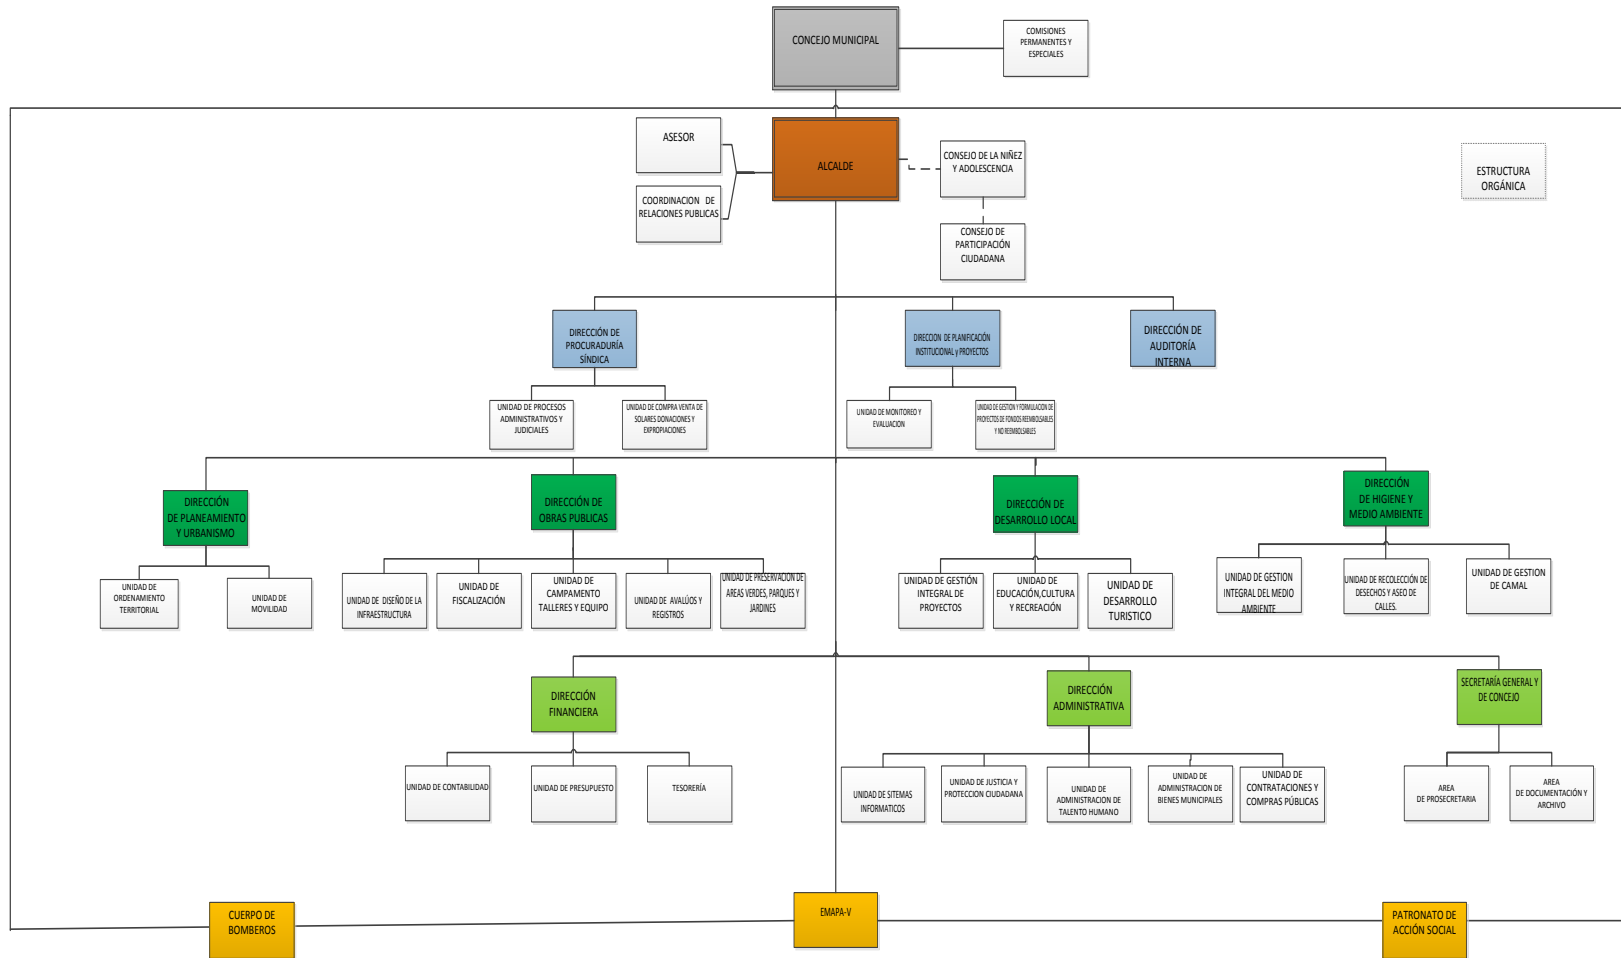 CONCEJO MUNICIPAL
COMISIONES
PERMANENTES Y
ESPECIALES
ASESOR
ALCALDE
CONSEJO DE LA NIÑEZ
Y ADOLESCENCIA
ESTRUCTURA
ORGÁNICA
COORDINACION DE
RELACIONES PUBLICAS
CONSEJO DE
PARTICIPACIÓN
CIUDADANA
DIRECCIÓN DE
PROCURADURÍA
SÍNDICA
DIRECCION DE PLANIFICACIÓN
INSTITUCIONAL y PROYECTOS
DIRECCIÓN DE
AUDITORÍA
INTERNA
UNIDAD DE PROCESOS
ADMINISTRATIVOS Y
JUDICIALES
UNIDAD DE COMPRA VENTA DE
SOLARES DONACIONES Y
EXPROPIACIONES
UNIDAD DE MONITOREO Y
EVALUACION
UNIDAD DE GESTION Y FORMULACION DE
PROYECTOS DE FONDOS REEMBOLSABLES
Y NO REEMBOLSABLES
DIRECCIÓN
DE PLANEAMIENTO
Y URBANISMO
DIRECCIÓN DE
OBRAS PUBLICAS
DIRECCIÓN DE
DESARROLLO LOCAL
DIRECCIÓN
DE HIGIENE Y
MEDIO AMBIENTE
UNIDAD DE
ORDENAMIENTO
TERRITORIAL
UNIDAD DE
MOVILIDAD
UNIDAD DE DISEÑO DE LA
INFRAESTRUCTURA
UNIDAD DE
FISCALIZACIÓN
UNIDAD DE
CAMPAMENTO
TALLERES Y EQUIPO
UNIDAD DE AVALÚOS Y
REGISTROS
UNIDAD DE PRESERVACION DE
AREAS VERDES, PARQUES Y
JARDINES
UNIDAD DE GESTIÓN
INTEGRAL DE
PROYECTOS
UNIDAD DE
EDUCACIÓN,CULTURA
Y RECREACIÓN
UNIDAD DE
DESARROLLO
TURISTICO
UNIDAD DE GESTION
INTEGRAL DEL MEDIO
AMBIENTE
UNIDAD DE RECOLECCIÓN DE
DESECHOS Y ASEO DE
CALLES.
UNIDAD DE GESTION
DE CAMAL
DIRECCIÓN
FINANCIERA
DIRECCIÓN
ADMINISTRATIVA
SECRETARÍA GENERAL Y
DE CONCEJO
UNIDAD DE CONTABILIDAD
UNIDAD DE PRESUPUESTO
TESORERÍA
UNIDAD DE SITEMAS
INFORMATICOS
UNIDAD DE JUSTICIA Y
PROTECCION CIUDADANA
UNIDAD DE
ADMINISTRACION DE
TALENTO HUMANO
UNIDAD DE
ADMINISTRACION DE
BIENES MUNICIPALES
UNIDAD DE
CONTRATACIONES Y
COMPRAS PÚBLICAS
AREA
DE PROSECRETARIA
AREA
DE DOCUMENTACIÓN Y
ARCHIVO
CUERPO DE
BOMBEROS
EMAPA-V
PATRONATO DE
ACCIÓN SOCIAL